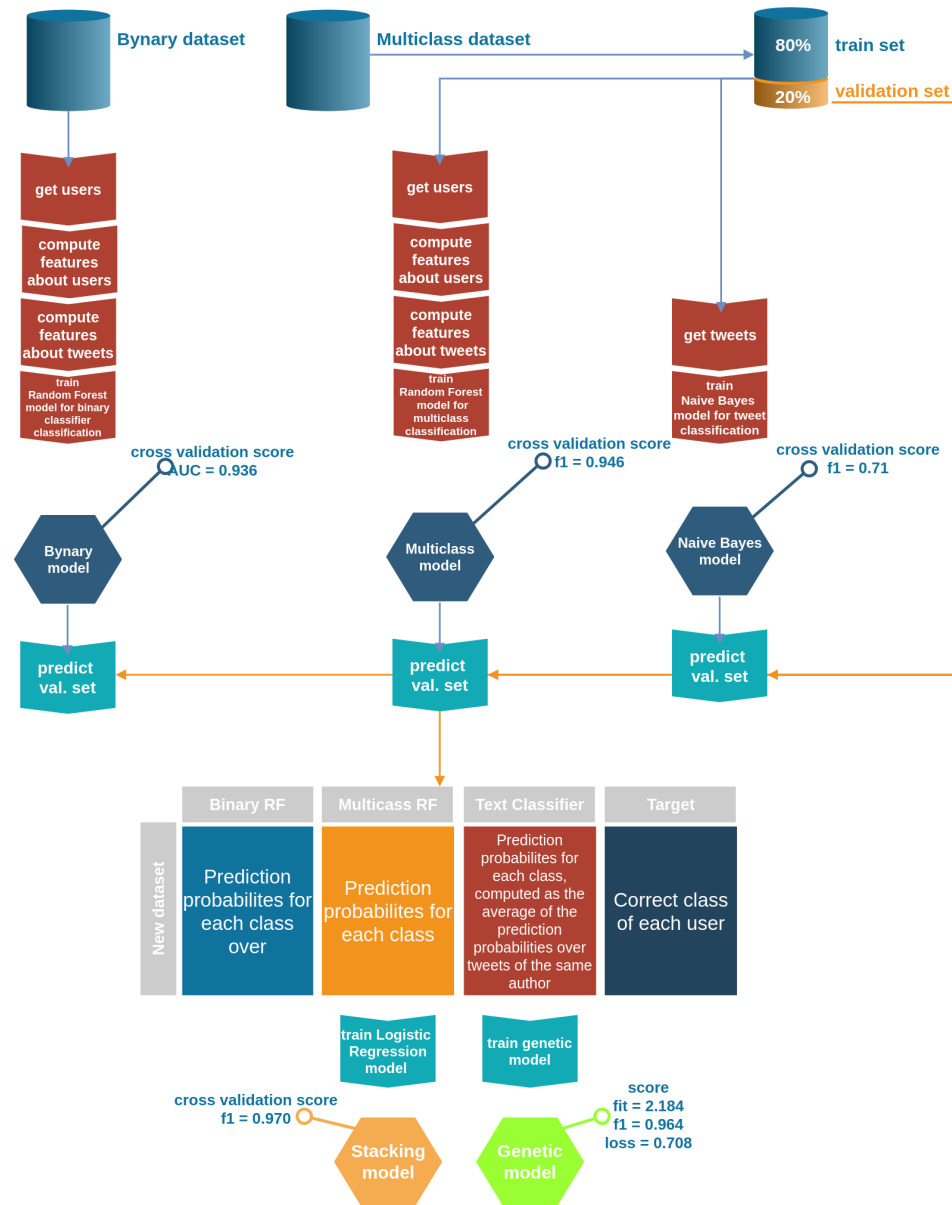 Bynary dataset
Multiclass dataset
80%
train set
20%
validation set
get users
compute
features
about users
compute
features
about tweets
train
Random Forest
model for binary
classifier
classification
get users
compute
features
about users
compute
features
about tweets
train
Random Forest
model for
multiclass
classification
get tweets
train
Naive Bayes
model for tweet
classification
cross validation score
AUC = 0.936
cross validation score
f1 = 0.946
cross validation score
f1 = 0.71
Bynary
model
Multiclass
model
Naive Bayes
model
predict
val. set
predict
val. set
predict
val. set
Binary RF
Multicass RF
Text Classifier
Target
New dataset
Prediction
probabilites for
each class
over
Prediction
probabilites for
each class
Prediction
probabilites for
each class,
computed as the
average of the
prediction
probabilities over
tweets of the same
author
Correct class
of each user
train Logistic
Regression
model
train genetic
model
cross validation score
f1 = 0.970
score
fit = 2.184
f1 = 0.964
loss = 0.708
Stacking
model
Genetic
model